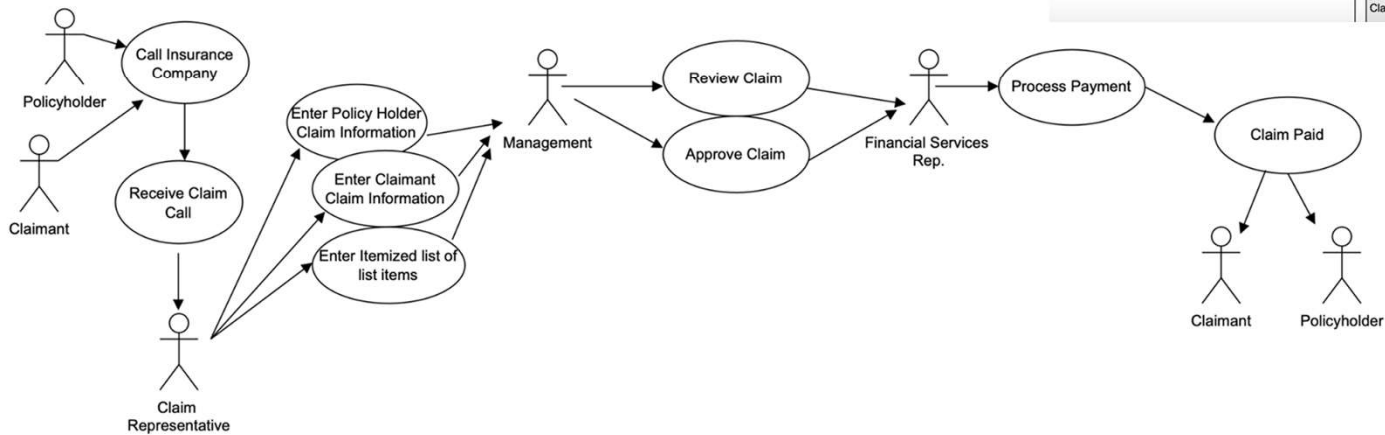 Cla
Call Insurance
Company
Policyholder
Claimant
Receive Claim
Call
Claim
Representative
Enter Policy Holder
Claim Information
Enter Claimant
Claim Information
Enter Itemized list of
list items
Management
Review Claim
Approve Claim
Financial Services
Rep.
Process Payment
Claim Paid
Claimant
Policyholder